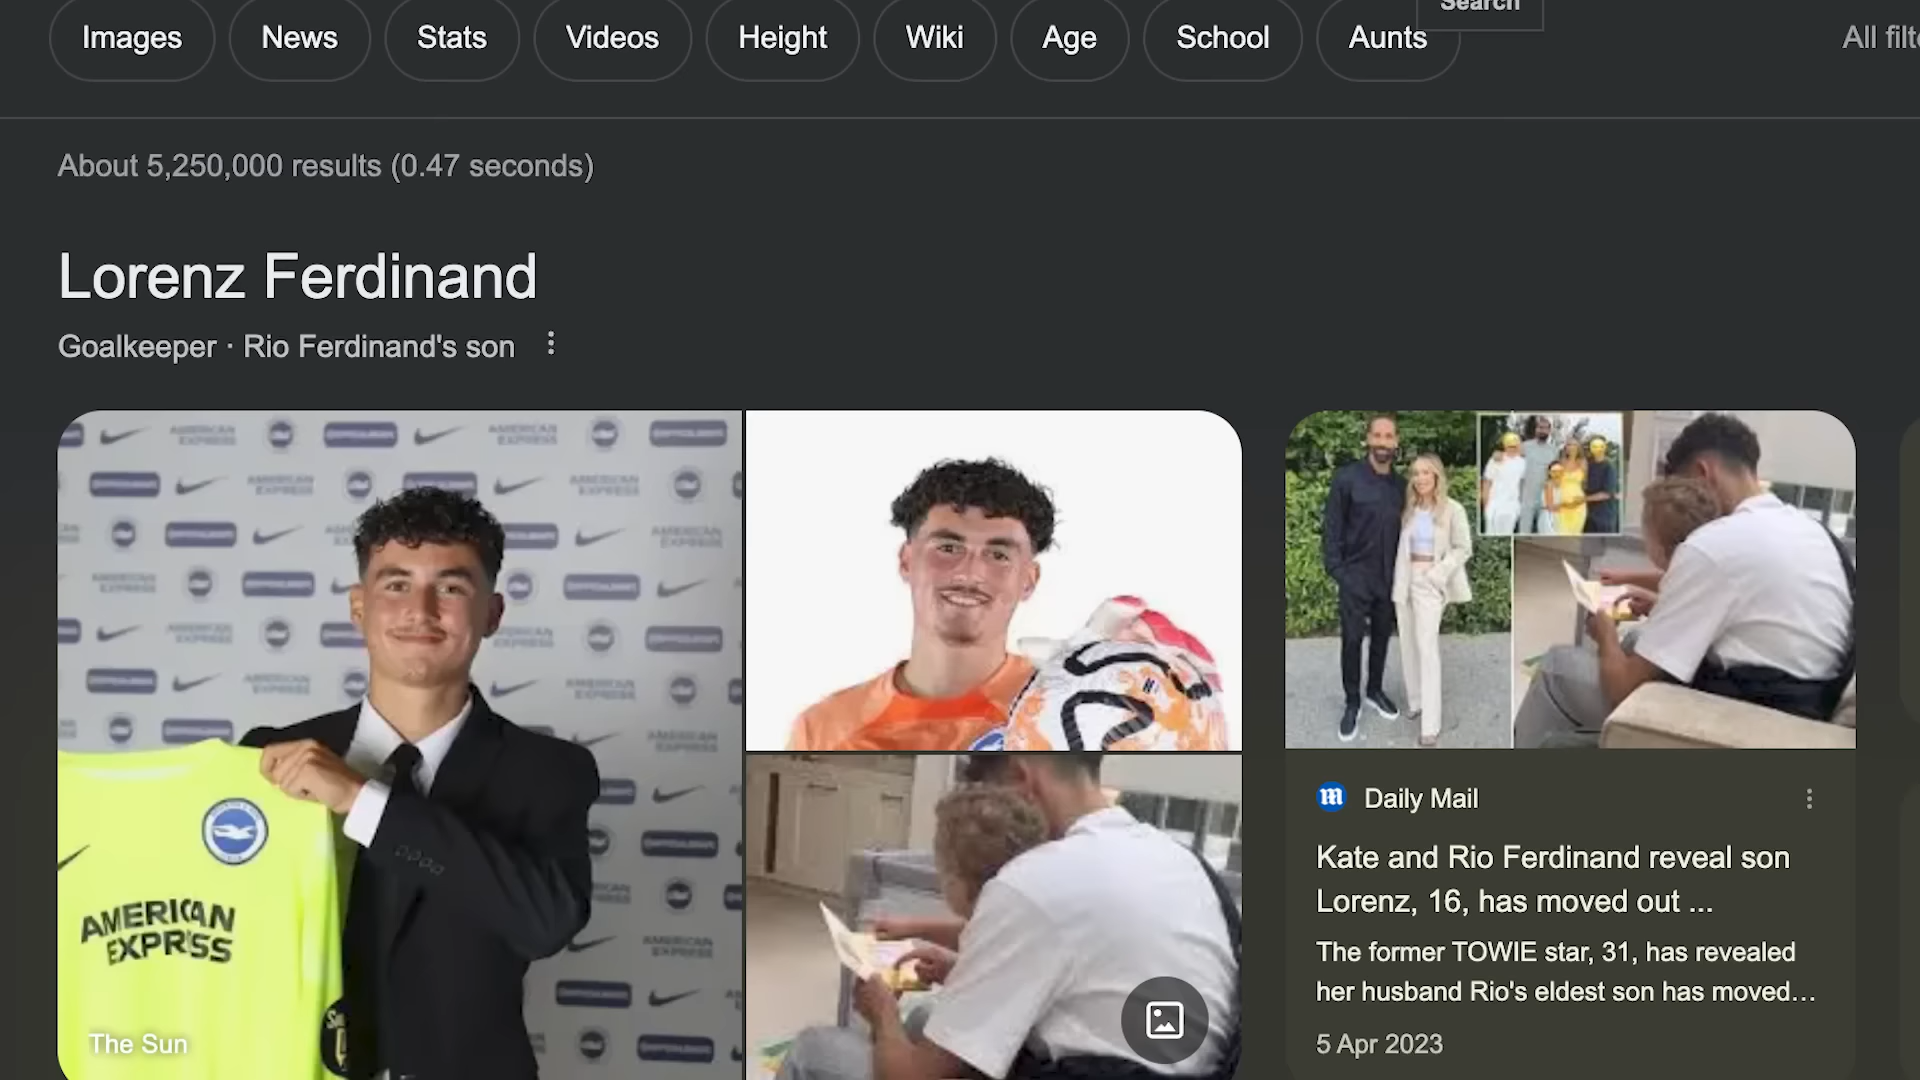 Search
Images
News
Stats
Videos
Height
Wiki
Age
School
Aunts
All filt
About 5,250,000 results (0.47 seconds)
Lorenz Ferdinand
Goalkeeper · Rio Ferdinand's son
AMERICAN
EXPRESS
The Sun
Daily Mail
Kate and Rio Ferdinand reveal son
Lorenz, 16, has moved out ...
The former TOWIE star, 31, has revealed
her husband Rio's eldest son has moved...
5 Apr 2023